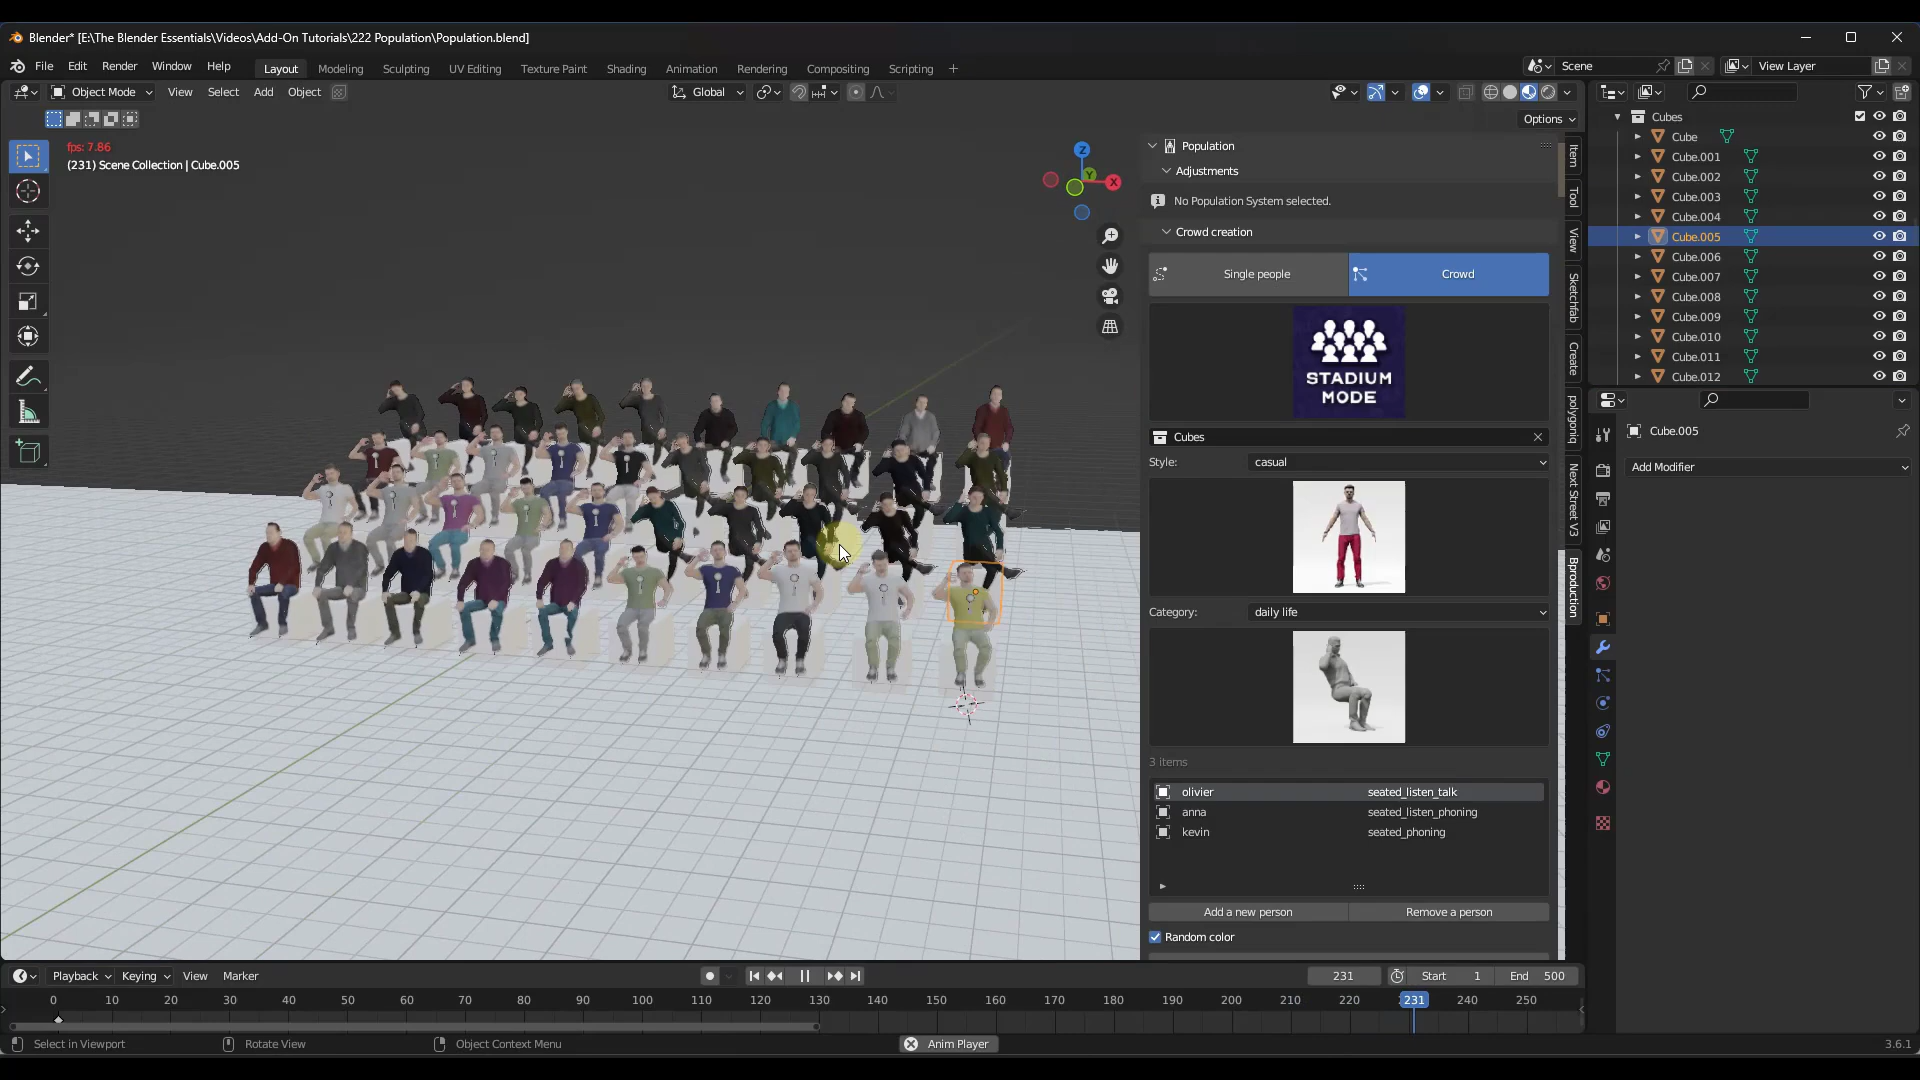 Blender* [E:\The Blender Essentials\Videos\Add-On Tutorials\222 Population\Population.blend]
File Edit Render Window Help Layout Modeling Sculpting UV Editing Texture Paint Shading Animation Rendering Compositing Scripting + Scene View Layer
Object Mode View Select Add Object Global
Options
fps: 7.86
(231) Scene Collection | Cube.005
Z
Y
X
Population
Adjustments
No Population System selected.
Crowd creation
Single people Crowd
STADIUM
MODE
Cubes
Style: casual
Category: daily life
3 items
olivier seated_listen_talk
anna seated_listen_phoning
kevin seated_phoning
Add a new person Remove a person
Random color
Item
Tool
View
Sketchfab
Create
polygoniq
Next Street V3
Bproduction
Cubes
Cube
Cube.001
Cube.002
Cube.003
Cube.004
Cube.005
Cube.006
Cube.007
Cube.008
Cube.009
Cube.010
Cube.011
Cube.012
Cube.005
Add Modifier
Playback Keying View Marker 231 Start 1 End 500
0 10 20 30 40 50 60 70 80 90 100 110 120 130 140 150 160 170 180 190 200 210 220 231 240 250
Select in Viewport Rotate View Object Context Menu Anim Player 3.6.1